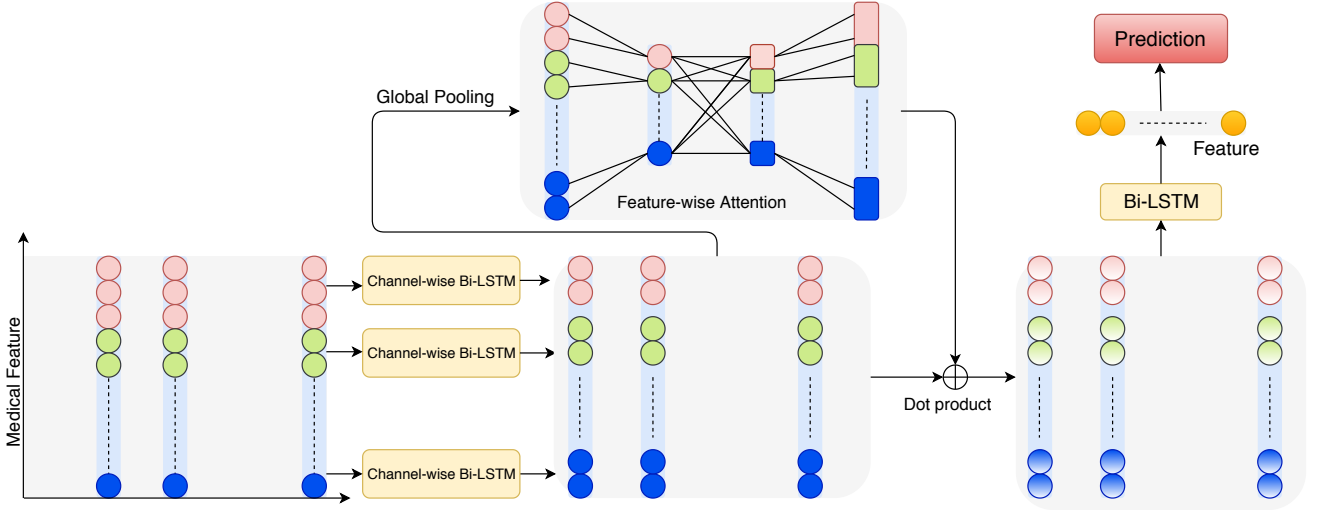 Prediction
Global Pooling
Feature
Feature-wise Attention
Bi-LSTM
Medical Feature
Channel-wise Bi-LSTM
Channel-wise Bi-LSTM
Dot product
Channel-wise Bi-LSTM